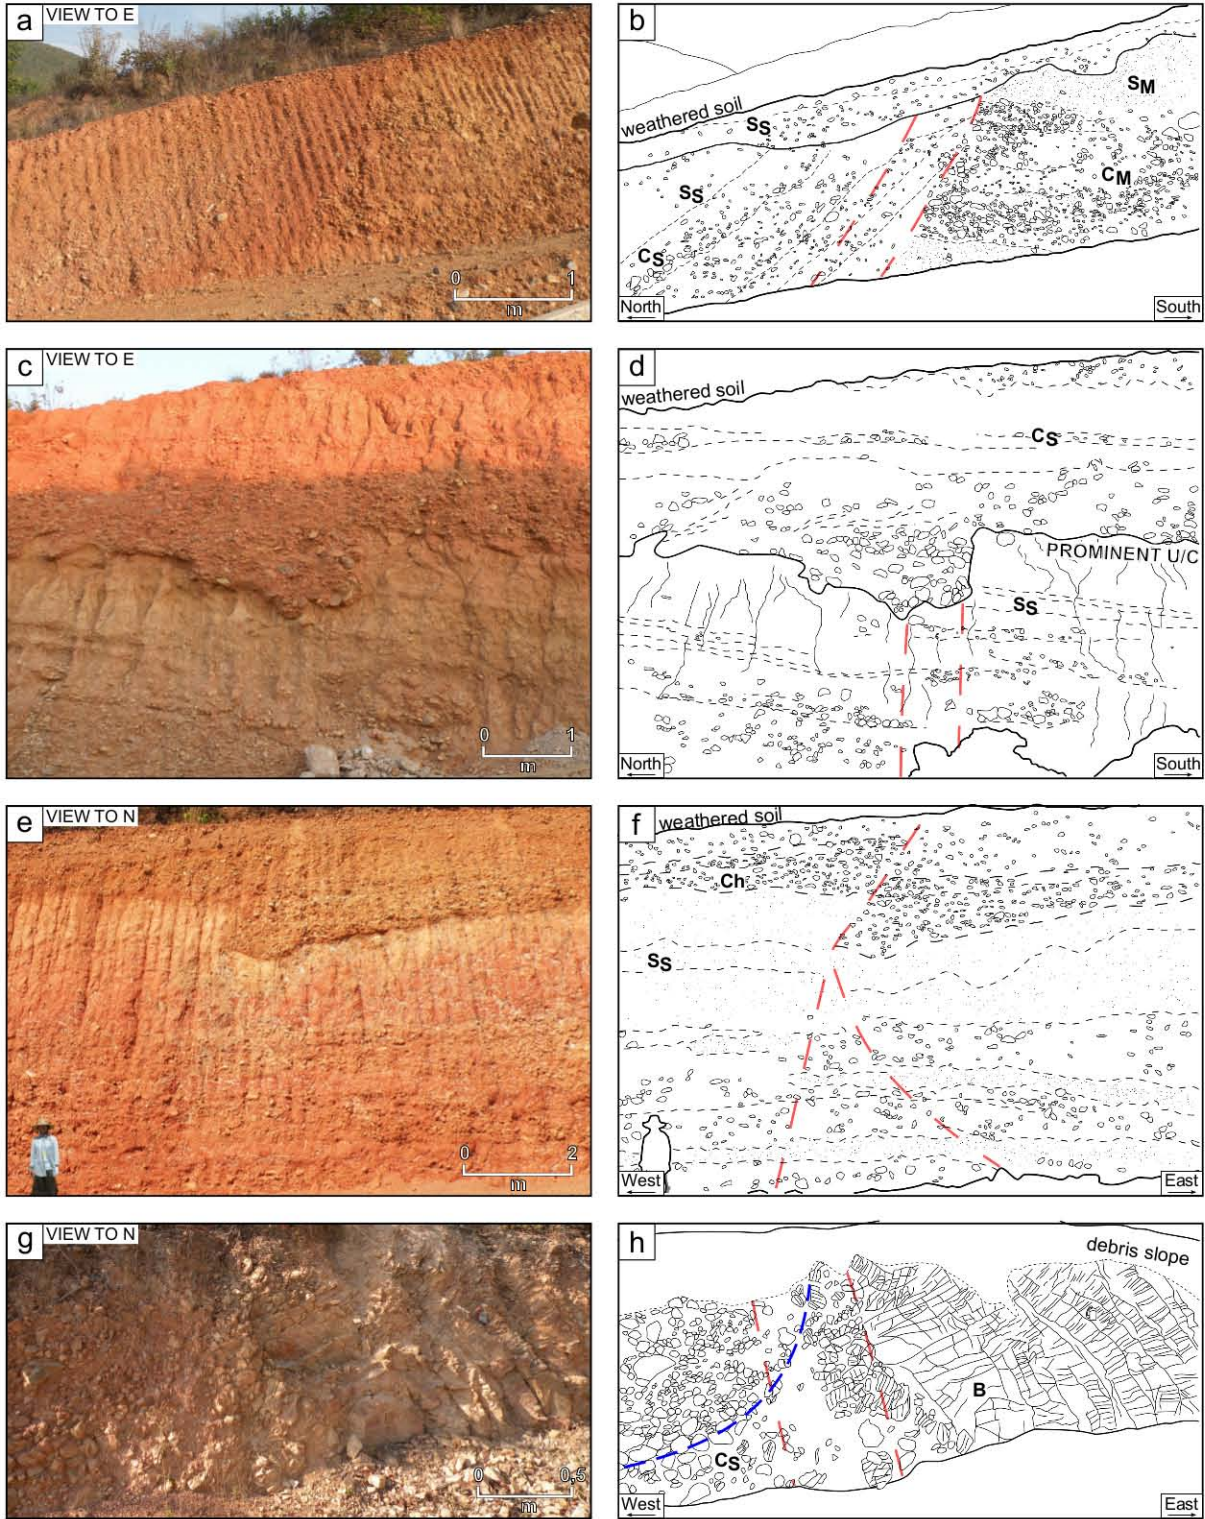 a
VIEW TO E
0
1
m
b
weathered soil
SS
SM
SS
CM
CS
North
South
c
VIEW TO E
0
1
m
d
weathered soil
CS
PROMINENT U/C
SS
North
South
e
VIEW TO N
0
2
m
f
weathered soil
Ch
SS
West
East
g
VIEW TO N
0
0,5
m
h
debris slope
B
CS
West
East